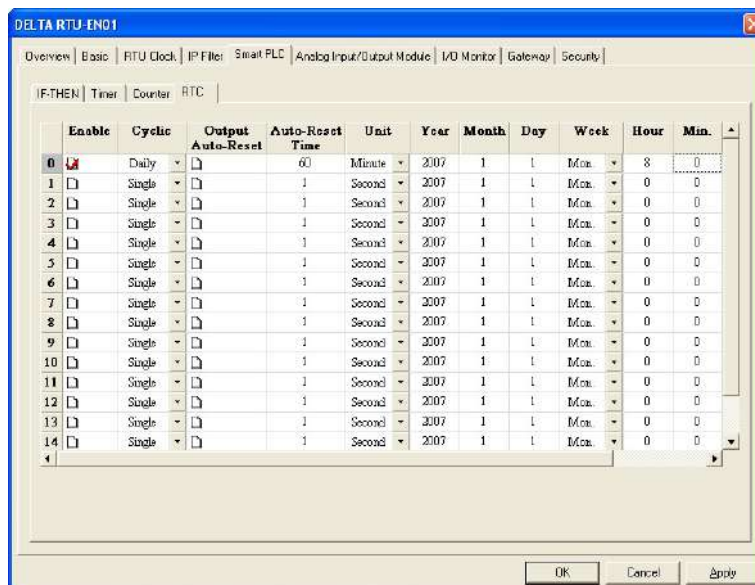 DELTA RTU-EN01
Overview Basic RTU Clock IP Filter Smart PLC Analog Input/Output Module I/O Monitor Gateway Security
IF-THEN Timer Counter RTC
Enable Cyclic Output Auto-Reset Auto-Reset Time Unit Year Month Day Week Hour Min.
0 Daily 60 Minute 2007 1 1 Mon. 8 0
1 Single 1 Second 2007 1 1 Mon. 0 0
2 Single 1 Second 2007 1 1 Mon. 0 0
3 Single 1 Second 2007 1 1 Mon. 0 0
4 Single 1 Second 2007 1 1 Mon. 0 0
5 Single 1 Second 2007 1 1 Mon. 0 0
6 Single 1 Second 2007 1 1 Mon. 0 0
7 Single 1 Second 2007 1 1 Mon. 0 0
8 Single 1 Second 2007 1 1 Mon. 0 0
9 Single 1 Second 2007 1 1 Mon. 0 0
10 Single 1 Second 2007 1 1 Mon. 0 0
11 Single 1 Second 2007 1 1 Mon. 0 0
12 Single 1 Second 2007 1 1 Mon. 0 0
13 Single 1 Second 2007 1 1 Mon. 0 0
14 Single 1 Second 2007 1 1 Mon. 0 0
OK Cancel Apply